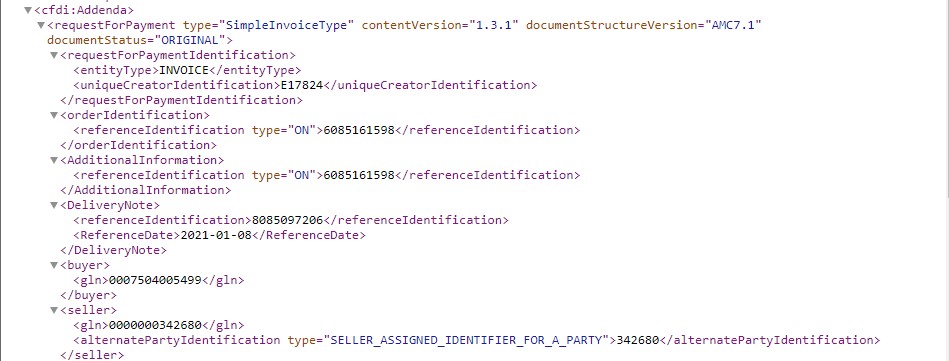 ▼<cfdi:Addenda>
▼<requestForPayment type="SimpleInvoiceType" contentVersion="1.3.1" documentStructureVersion="AMC7.1"
documentStatus="ORIGINAL">
▼<requestForPaymentIdentification>
<entityType>INVOICE</entityType>
<uniqueCreatorIdentification>E17824</uniqueCreatorIdentification>
</requestForPaymentIdentification>
▼<orderIdentification>
<referenceIdentification type="ON">6085161598</referenceIdentification>
</orderIdentification>
▼<AdditionalInformation>
<referenceIdentification type="ON">6085161598</referenceIdentification>
</AdditionalInformation>
▼<DeliveryNote>
<referenceIdentification>8085097206</referenceIdentification>
<ReferenceDate>2021-01-08</ReferenceDate>
</DeliveryNote>
▼<buyer>
<gln>0007504005499</gln>
</buyer>
▼<seller>
<gln>0000000342680</gln>
<alternatePartyIdentification type="SELLER_ASSIGNED_IDENTIFIER_FOR_A_PARTY">342680</alternatePartyIdentification>
</seller>